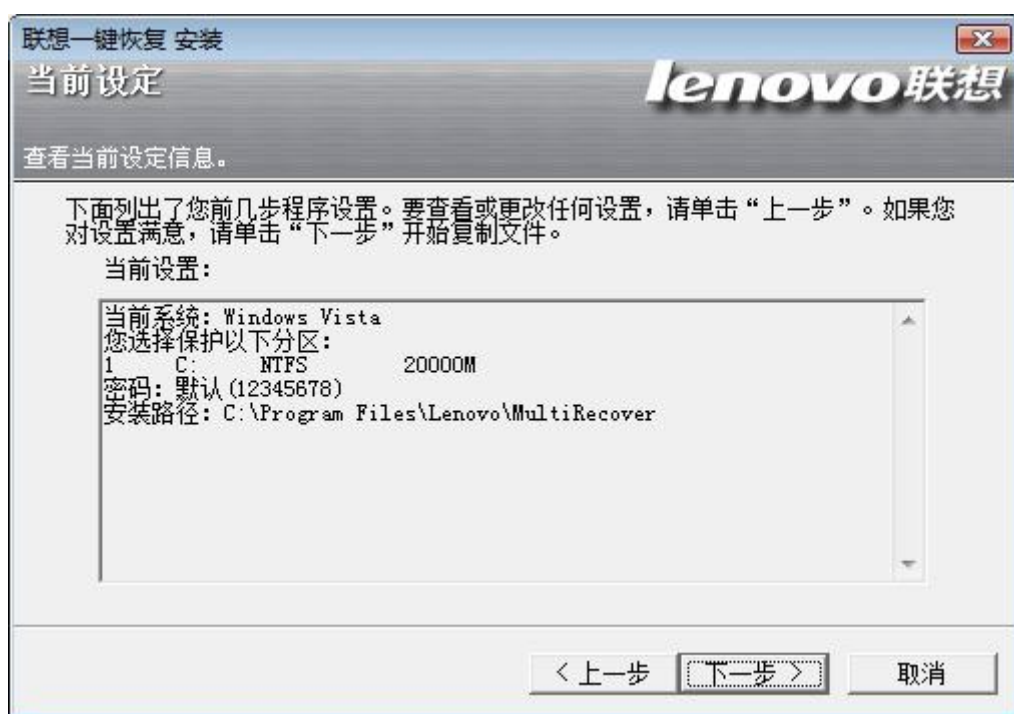 联想一键恢复 安装
当前设定
lenovo联想
查看当前设定信息。
下面列出了您前几步程序设置。要查看或更改任何设置，请单击“上一步”。如果您
对设置满意，请单击“下一步”开始复制文件。
当前设置：
当前系统：Windows Vista
您选择保护以下分区：
1 C: NTFS 20000M
密码：默认(12345678)
安装路径：C:\Program Files\Lenovo\MultiRecover
<上一步 下一步> 取消